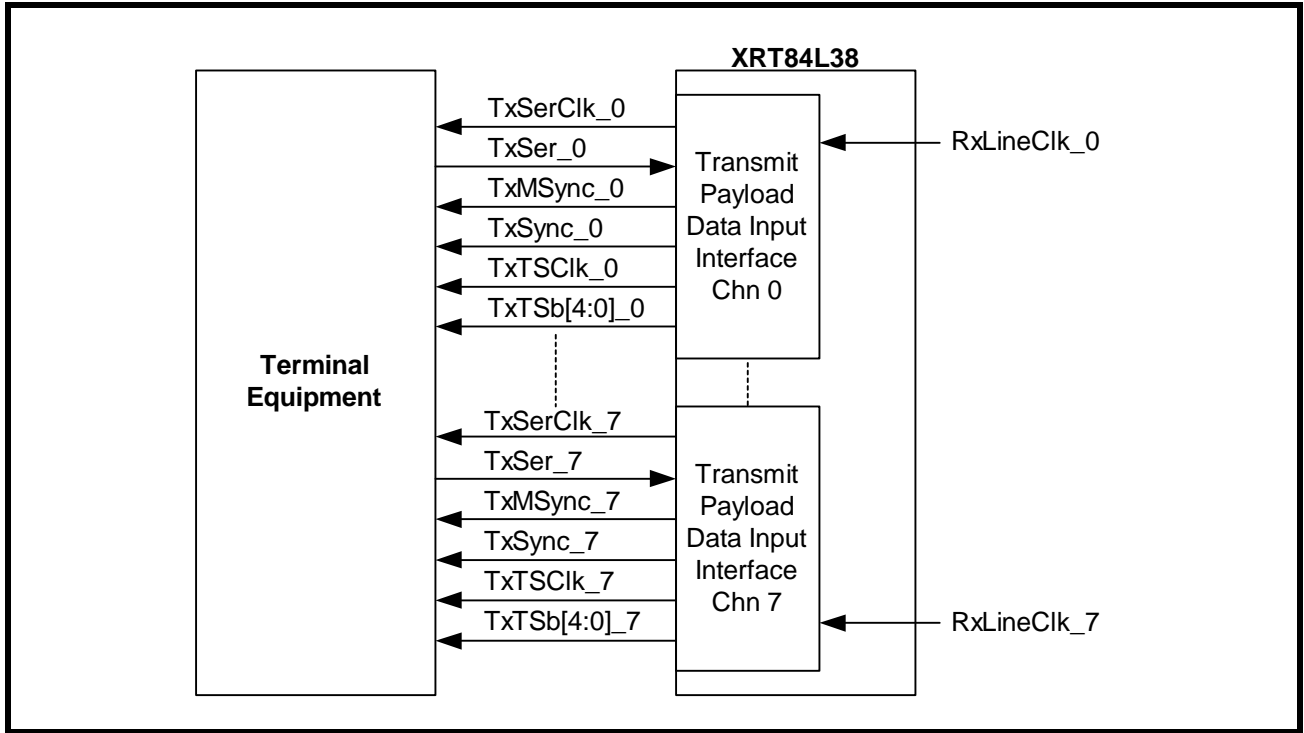 XRT84L38
TxSerClk_0
TxSer_0
TxMSync_0
TxSync_0
TxTSClk_0
TxTSb[4:0]_0
Transmit
Payload
Data Input
Interface
Chn 0
RxLineClk_0
Terminal
Equipment
TxSerClk_7
TxSer_7
TxMSync_7
TxSync_7
TxTSClk_7
TxTSb[4:0]_7
Transmit
Payload
Data Input
Interface
Chn 7
RxLineClk_7